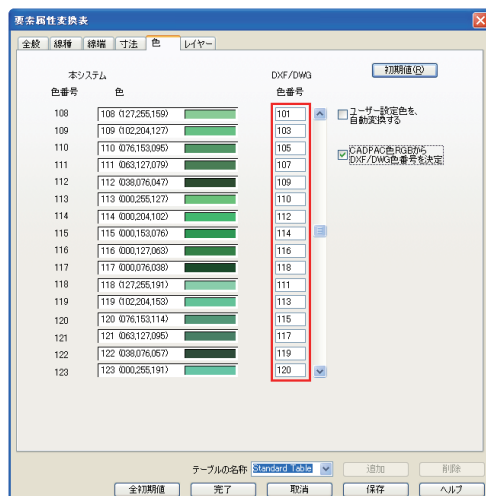 要素属性変換表
全般 線種 線端 寸法 色 レイヤー
本システム DXF/DWG 初期値(R)
色番号 色 色番号
108 108 (127,255,159) 101
109 109 (102,204,127) 103
110 110 (076,153,095) 105
111 111 (063,127,079) 107
112 112 (038,076,047) 109
113 113 (000,255,127) 110
114 114 (000,204,102) 112
115 115 (000,153,076) 114
116 116 (000,127,063) 116
117 117 (000,076,038) 118
118 118 (127,255,191) 111
119 119 (102,204,153) 113
120 120 (076,153,114) 115
121 121 (063,127,095) 117
122 122 (038,076,057) 119
123 123 (000,255,191) 120
ユーザー設定色を、
自動変換する
CADPAC色RGBから
DXF/DWG色番号を決定
テーブルの名称 Standard Table 追加 削除
全初期値 完了 取消 保存 ヘルプ